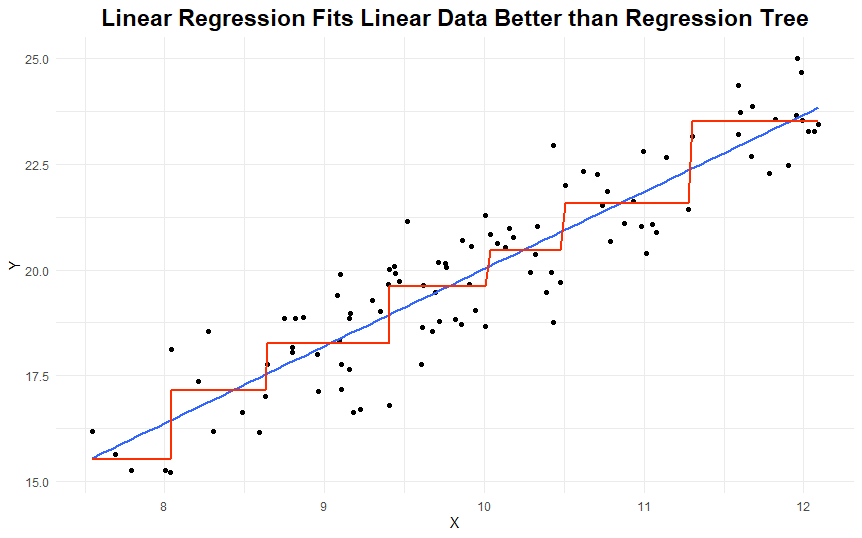 Linear Regression Fits Linear Data Better than Regression Tree
25.0
22.5
20.0
17.5
15.0
Y
8 9 10 11 12
X